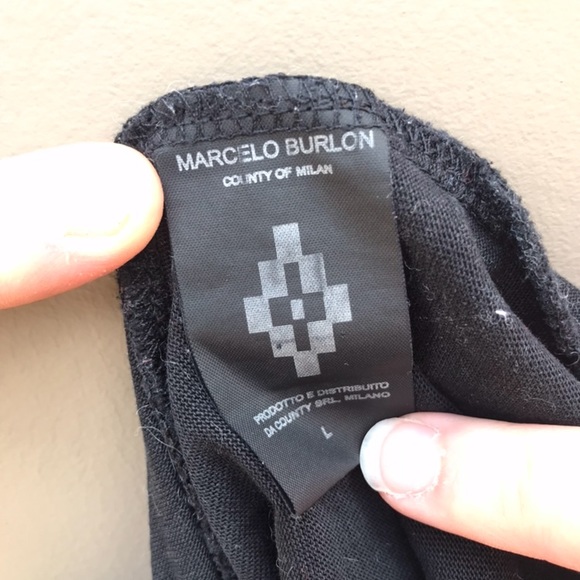 MARCELO BURLON
COUNTY OF MILAN
PRODOTTO E DISTRIBUITO
DA COUNTY SRL. MILANO
L